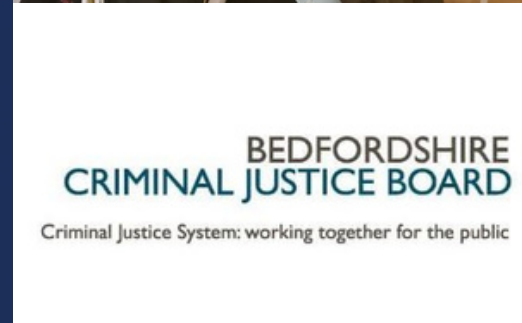 BEDFORDSHIRE
CRIMINAL JUSTICE BOARD
Criminal Justice System: working together for the public